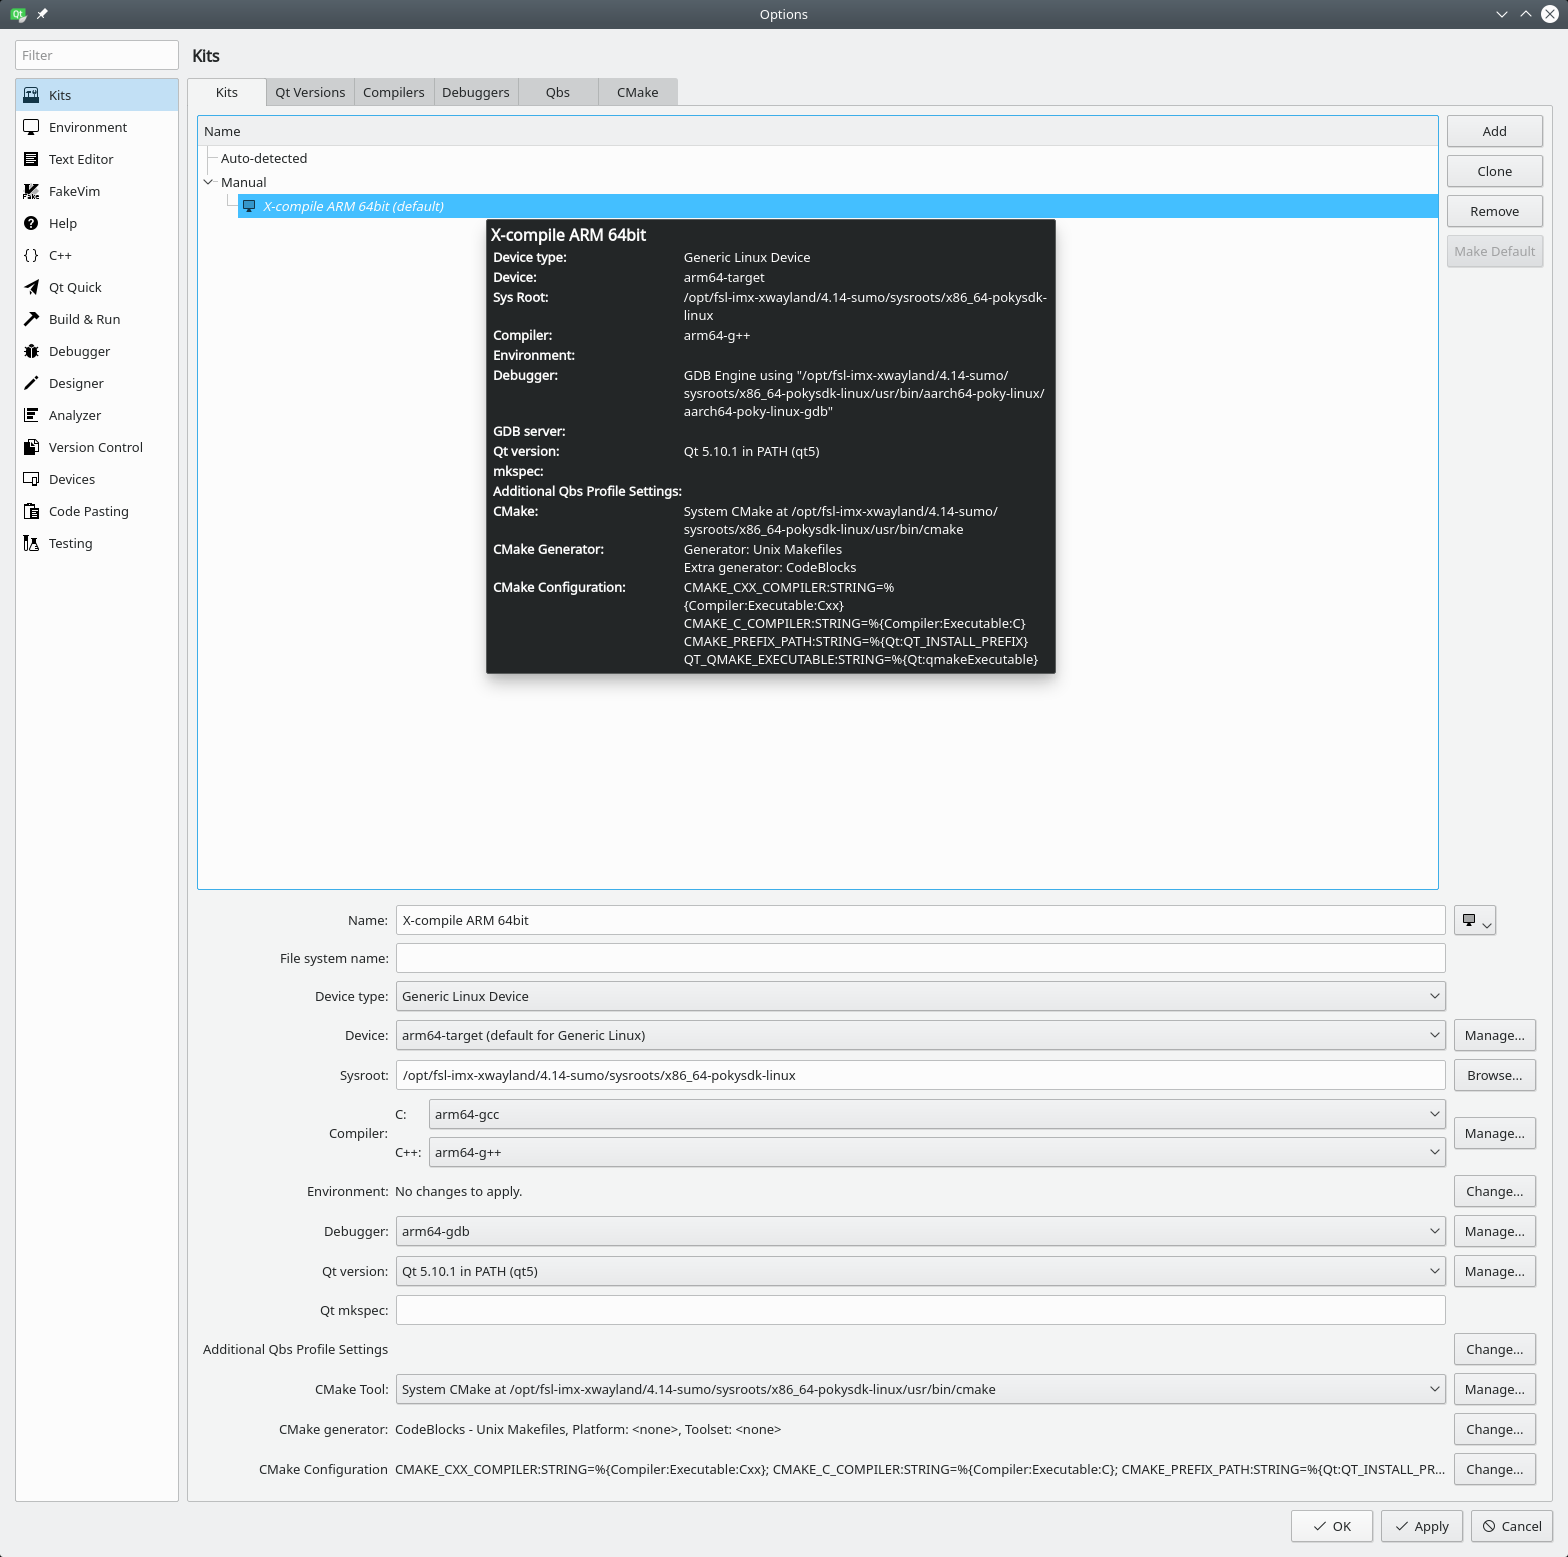 Options
Filter
Kits
Environment
Text Editor
FakeVim
Help
C++
Qt Quick
Build & Run
Debugger
Designer
Analyzer
Version Control
Devices
Code Pasting
Testing
Kits
Kits Qt Versions Compilers Debuggers Qbs CMake
Name
Auto-detected
Manual
X-compile ARM 64bit (default)
Add
Clone
Remove
Make Default
X-compile ARM 64bit
Device type: Generic Linux Device
Device: arm64-target
Sys Root: /opt/fsl-imx-xwayland/4.14-sumo/sysroots/x86_64-pokysdk-
linux
Compiler: arm64-g++
Environment:
Debugger: GDB Engine using "/opt/fsl-imx-xwayland/4.14-sumo/
sysroots/x86_64-pokysdk-linux/usr/bin/aarch64-poky-linux/
aarch64-poky-linux-gdb"
GDB server:
Qt version: Qt 5.10.1 in PATH (qt5)
mkspec:
Additional Qbs Profile Settings:
CMake: System CMake at /opt/fsl-imx-xwayland/4.14-sumo/
sysroots/x86_64-pokysdk-linux/usr/bin/cmake
CMake Generator: Generator: Unix Makefiles
Extra generator: CodeBlocks
CMake Configuration: CMAKE_CXX_COMPILER:STRING=%
{Compiler:Executable:Cxx}
CMAKE_C_COMPILER:STRING=%{Compiler:Executable:C}
CMAKE_PREFIX_PATH:STRING=%{Qt:QT_INSTALL_PREFIX}
QT_QMAKE_EXECUTABLE:STRING=%{Qt:qmakeExecutable}
Name: X-compile ARM 64bit
File system name:
Device type: Generic Linux Device
Device: arm64-target (default for Generic Linux) Manage...
Sysroot: /opt/fsl-imx-xwayland/4.14-sumo/sysroots/x86_64-pokysdk-linux Browse...
C: arm64-gcc
Compiler: Manage...
C++: arm64-g++
Environment: No changes to apply. Change...
Debugger: arm64-gdb Manage...
Qt version: Qt 5.10.1 in PATH (qt5) Manage...
Qt mkspec:
Additional Qbs Profile Settings Change...
CMake Tool: System CMake at /opt/fsl-imx-xwayland/4.14-sumo/sysroots/x86_64-pokysdk-linux/usr/bin/cmake Manage...
CMake generator: CodeBlocks - Unix Makefiles, Platform: <none>, Toolset: <none> Change...
CMake Configuration CMAKE_CXX_COMPILER:STRING=%{Compiler:Executable:Cxx}; CMAKE_C_COMPILER:STRING=%{Compiler:Executable:C}; CMAKE_PREFIX_PATH:STRING=%{Qt:QT_INSTALL_PR... Change...
OK Apply Cancel